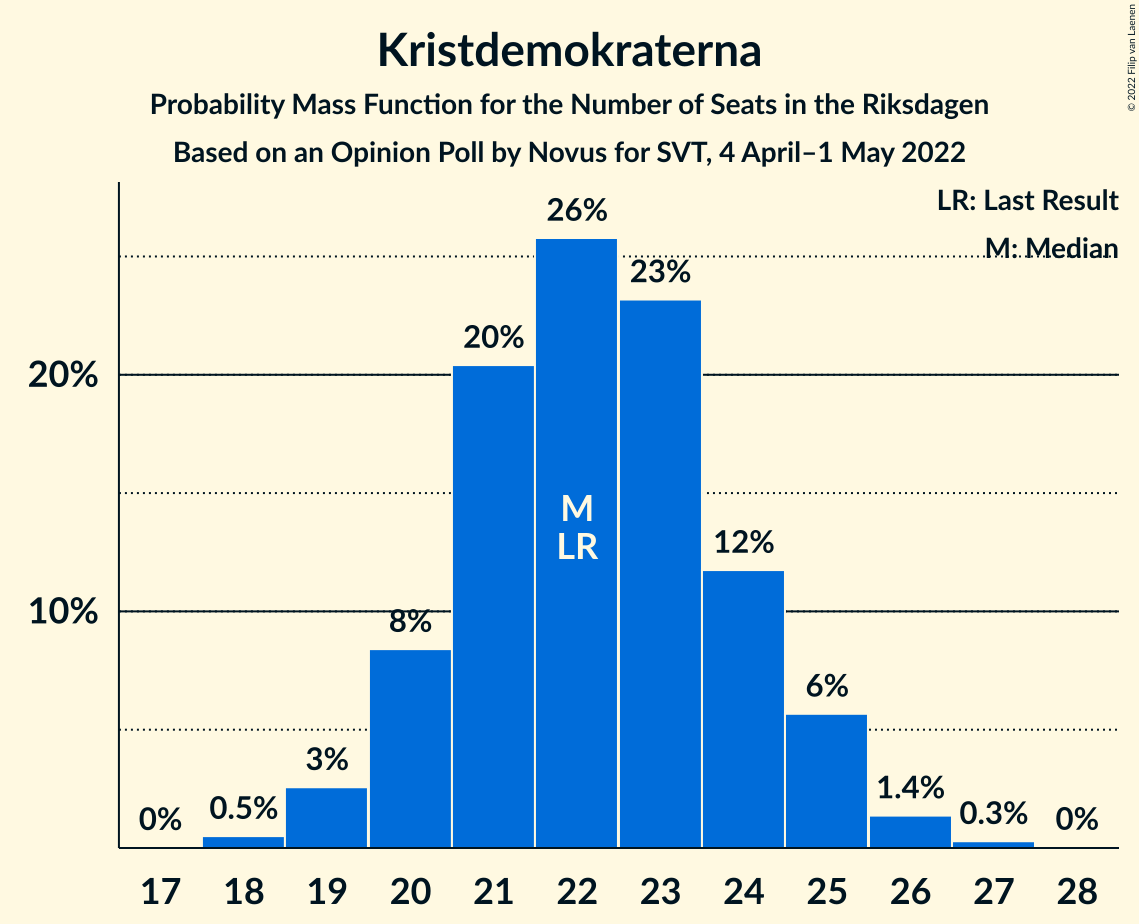 Kristdemokraterna
Probability Mass Function for the Number of Seats in the Riksdagen
Based on an Opinion Poll by Novus for SVT, 4 April–1 May 2022
© 2022 Filip van Laenen
LR: Last Result
M: Median
26%
23%
20%
20%
M
LR
12%
10%
8%
6%
3%
1.4%
0.5%
0.3%
0%
0%
17 18 19 20 21 22 23 24 25 26 27 28